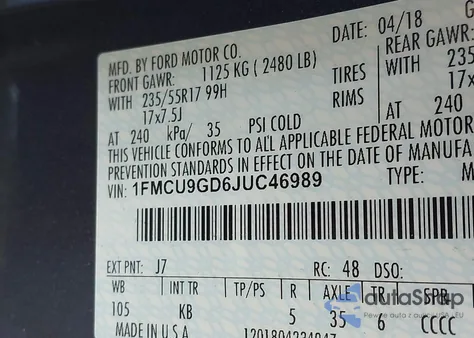 DATE: 04/18
MFD. BY FORD MOTOR CO.
FRONT GAWR: 1125 KG ( 2480 LB)
REAR GAWR:
WITH 235/55R17 99H TIRES
WITH 235
17x7.5J RIMS
17x
AT 240 kPa/ 35 PSI COLD
AT 240
THIS VEHICLE CONFORMS TO ALL APPLICABLE FEDERAL MOTOR
PREVENTION STANDARDS IN EFFECT ON THE DATE OF MANUFA
VIN: 1FMCU9GD6JUC46989 TYPE:
EXT PNT: J7 RC: 48 DSO:
WB INT TR TP/PS R AXLE TR SPR
105 KB 5 35 6 CCCC
MADE IN U.S.A.
autoStap